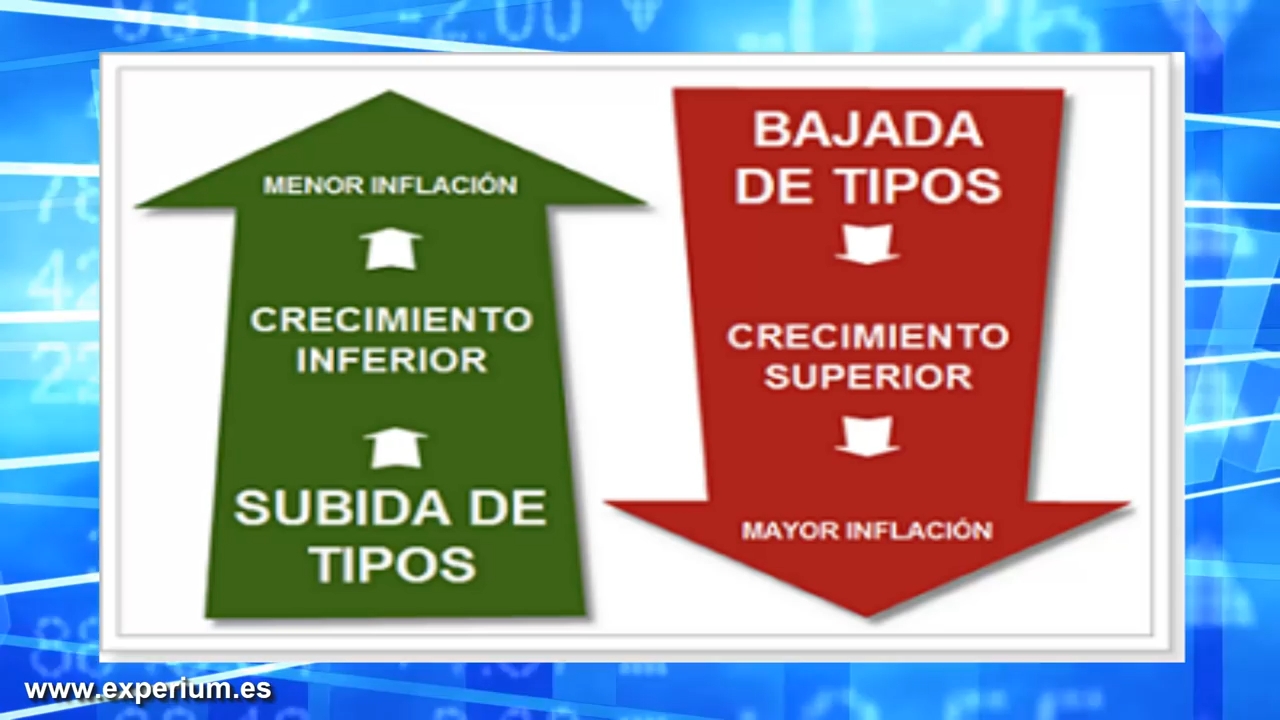 MENOR INFLACIÓN
CRECIMIENTO
INFERIOR
SUBIDA DE
TIPOS
BAJADA
DE TIPOS
CRECIMIENTO
SUPERIOR
MAYOR INFLACIÓN
www.experium.es